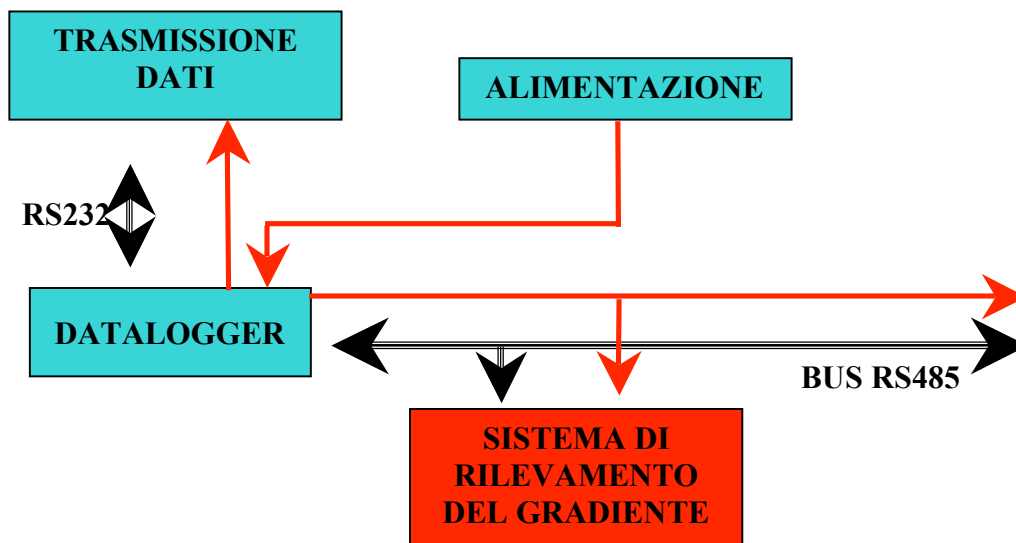 TRASMISSIONE
DATI
ALIMENTAZIONE
RS232
DATALOGGER
BUS RS485
SISTEMA DI
RILEVAMENTO
DEL GRADIENTE